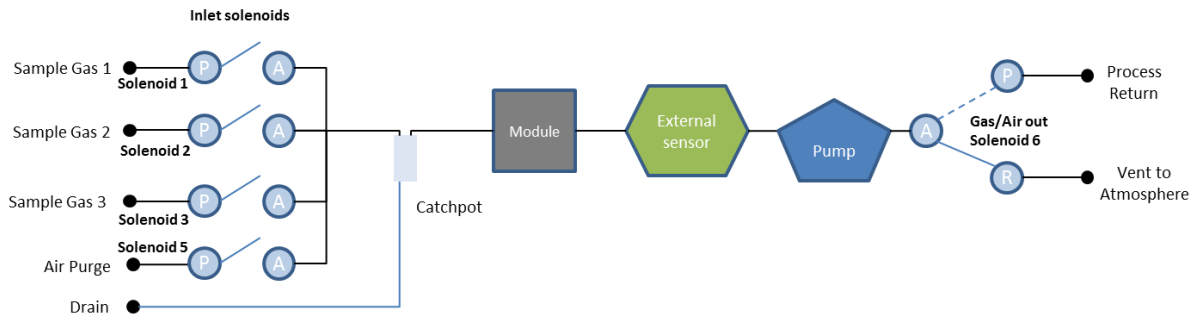 Inlet solenoids
Sample Gas 1
Solenoid 1
P
A
Sample Gas 2
Solenoid 2
P
A
Sample Gas 3
Solenoid 3
P
A
Air Purge
Solenoid 5
P
A
Drain
Catchpot
Module
External
sensor
Pump
A
Gas/Air out
Solenoid 6
P
Process
Return
R
Vent to
Atmosphere